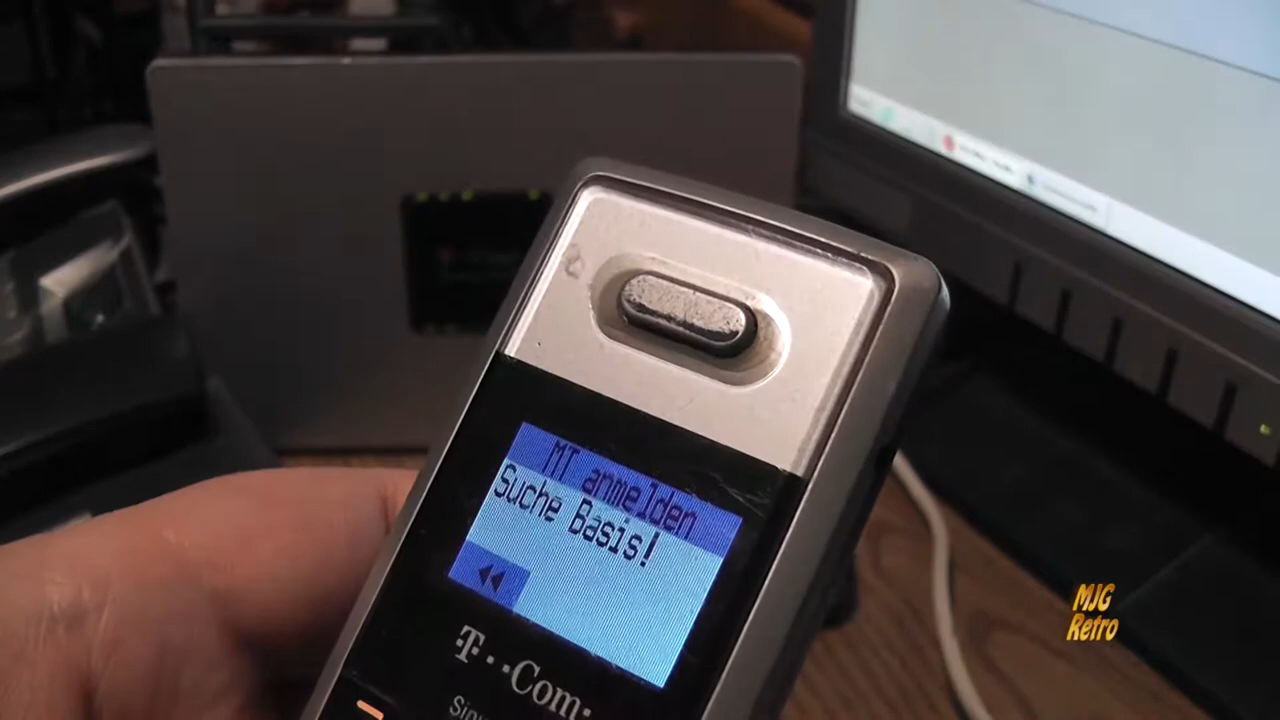 MT anmelden
Suche Basis!
T··Com·
MJG
Retro